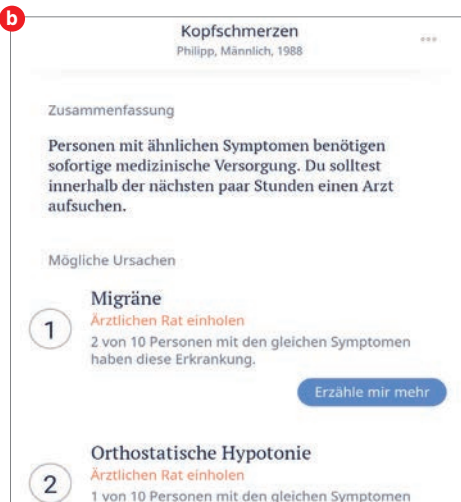 b
Kopfschmerzen
Philipp, Männlich, 1988
Zusammenfassung
Personen mit ähnlichen Symptomen benötigen
sofortige medizinische Versorgung. Du solltest
innerhalb der nächsten paar Stunden einen Arzt
aufsuchen.
Mögliche Ursachen
1
Migräne
Ärztlichen Rat einholen
2 von 10 Personen mit den gleichen Symptomen
haben diese Erkrankung.
Erzähle mir mehr
2
Orthostatische Hypotonie
Ärztlichen Rat einholen
1 von 10 Personen mit den gleichen Symptomen